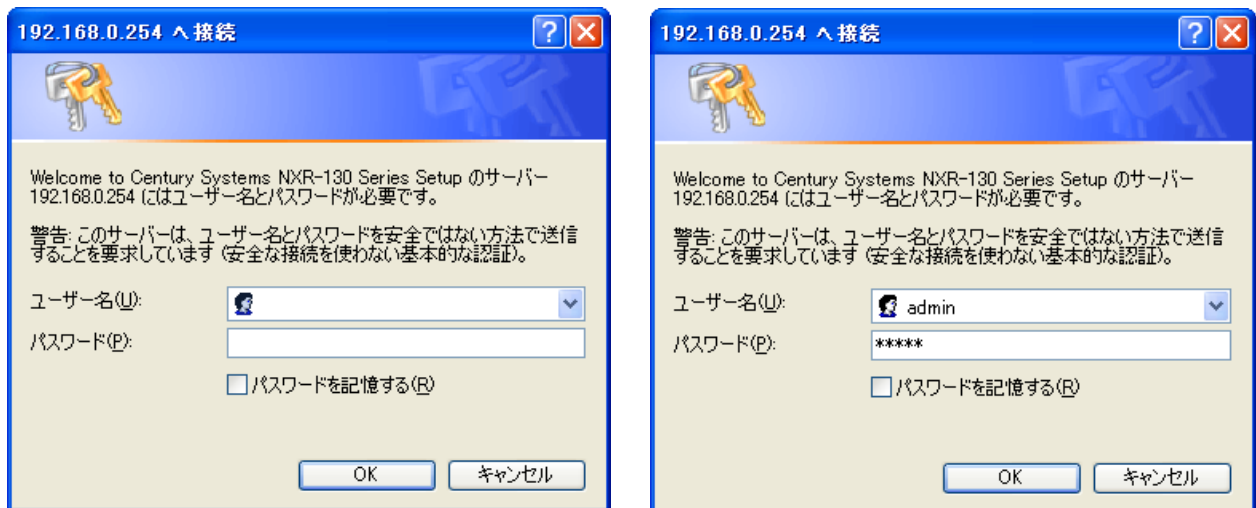 192.168.0.254 へ接続
Welcome to Century Systems NXR-130 Series Setup のサーバー
192.168.0.254 にはユーザー名とパスワードが必要です。
警告: このサーバーは、ユーザー名とパスワードを安全ではない方法で送信
することを要求しています (安全な接続を使わない基本的な認証)。
ユーザー名(U):
パスワード(P):
パスワードを記憶する(R)
OK
キャンセル
192.168.0.254 へ接続
Welcome to Century Systems NXR-130 Series Setup のサーバー
192.168.0.254 にはユーザー名とパスワードが必要です。
警告: このサーバーは、ユーザー名とパスワードを安全ではない方法で送信
することを要求しています (安全な接続を使わない基本的な認証)。
ユーザー名(U):
admin
パスワード(P):
*****
パスワードを記憶する(R)
OK
キャンセル